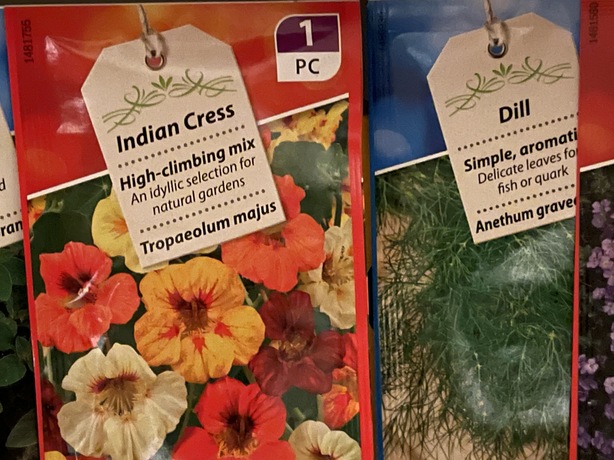 1481755
1
PC
Indian Cress
High-climbing mix
An idyllic selection for
natural gardens
Tropaeolum majus
Dill
Simple, aromati
Delicate leaves fo
fish or quark
Anethum grave